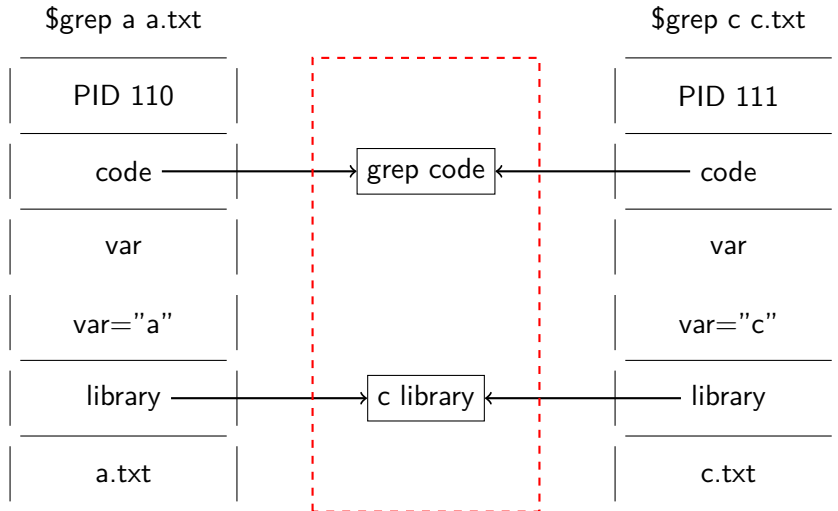 $grep a a.txt
$grep c c.txt
PID 110
PID 111
code
grep code
code
var
var
var="a"
var="c"
library
c library
library
a.txt
c.txt